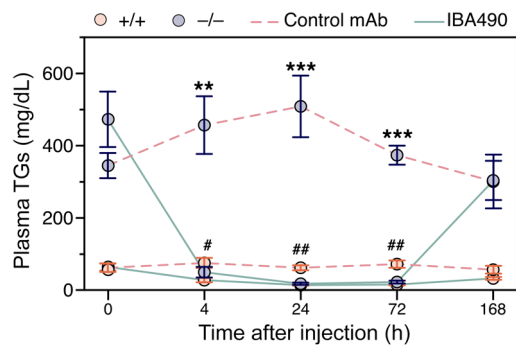 +/+ −/− Control mAb IBA490
Plasma TGs (mg/dL)
600
400
200
0
** *** ***
# ## ##
0 4 24 72 168
Time after injection (h)